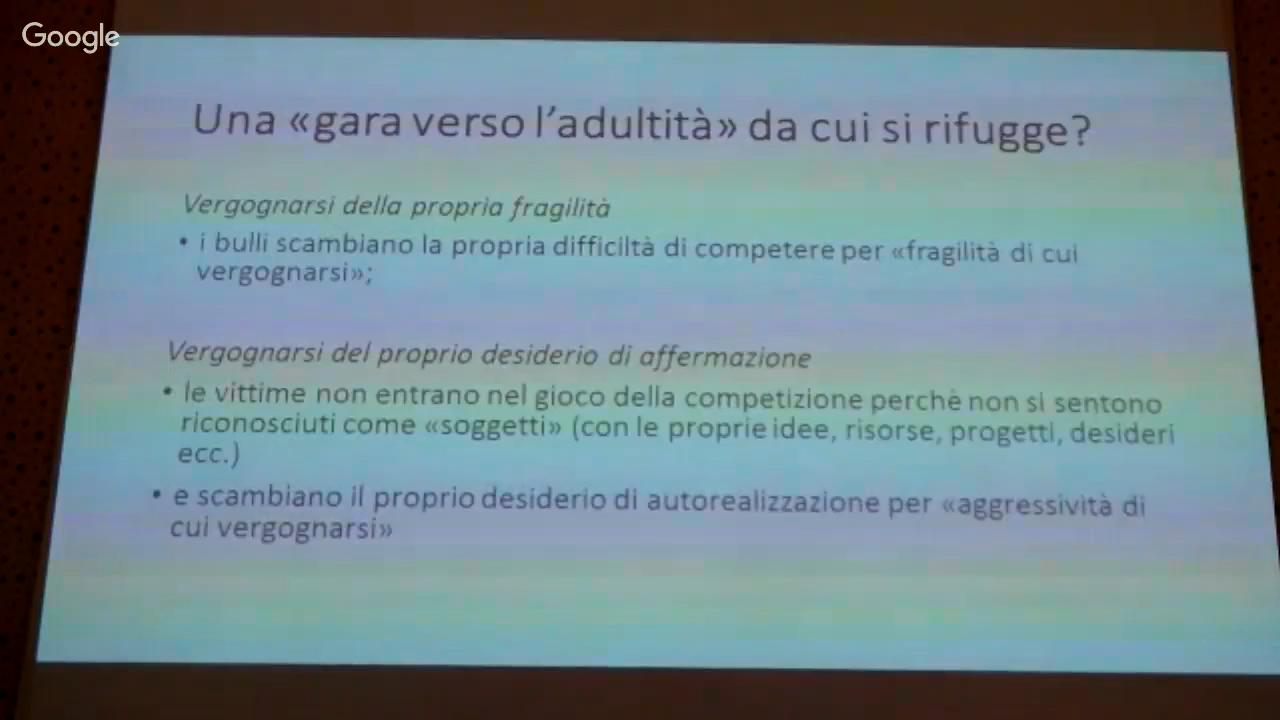 Google
Una «gara verso l'adultità» da cui si rifugge?
Vergognarsi della propria fragilità
• i bulli scambiano la propria difficiltà di competere per «fragilità di cui
vergognarsi»;
Vergognarsi del proprio desiderio di affermazione
• le vittime non entrano nel gioco della competizione perchè non si sentono
riconosciuti come «soggetti» (con le proprie idee, risorse, progetti, desideri
ecc.)
• e scambiano il proprio desiderio di autorealizzazione per «aggressività di
cui vergognarsi»